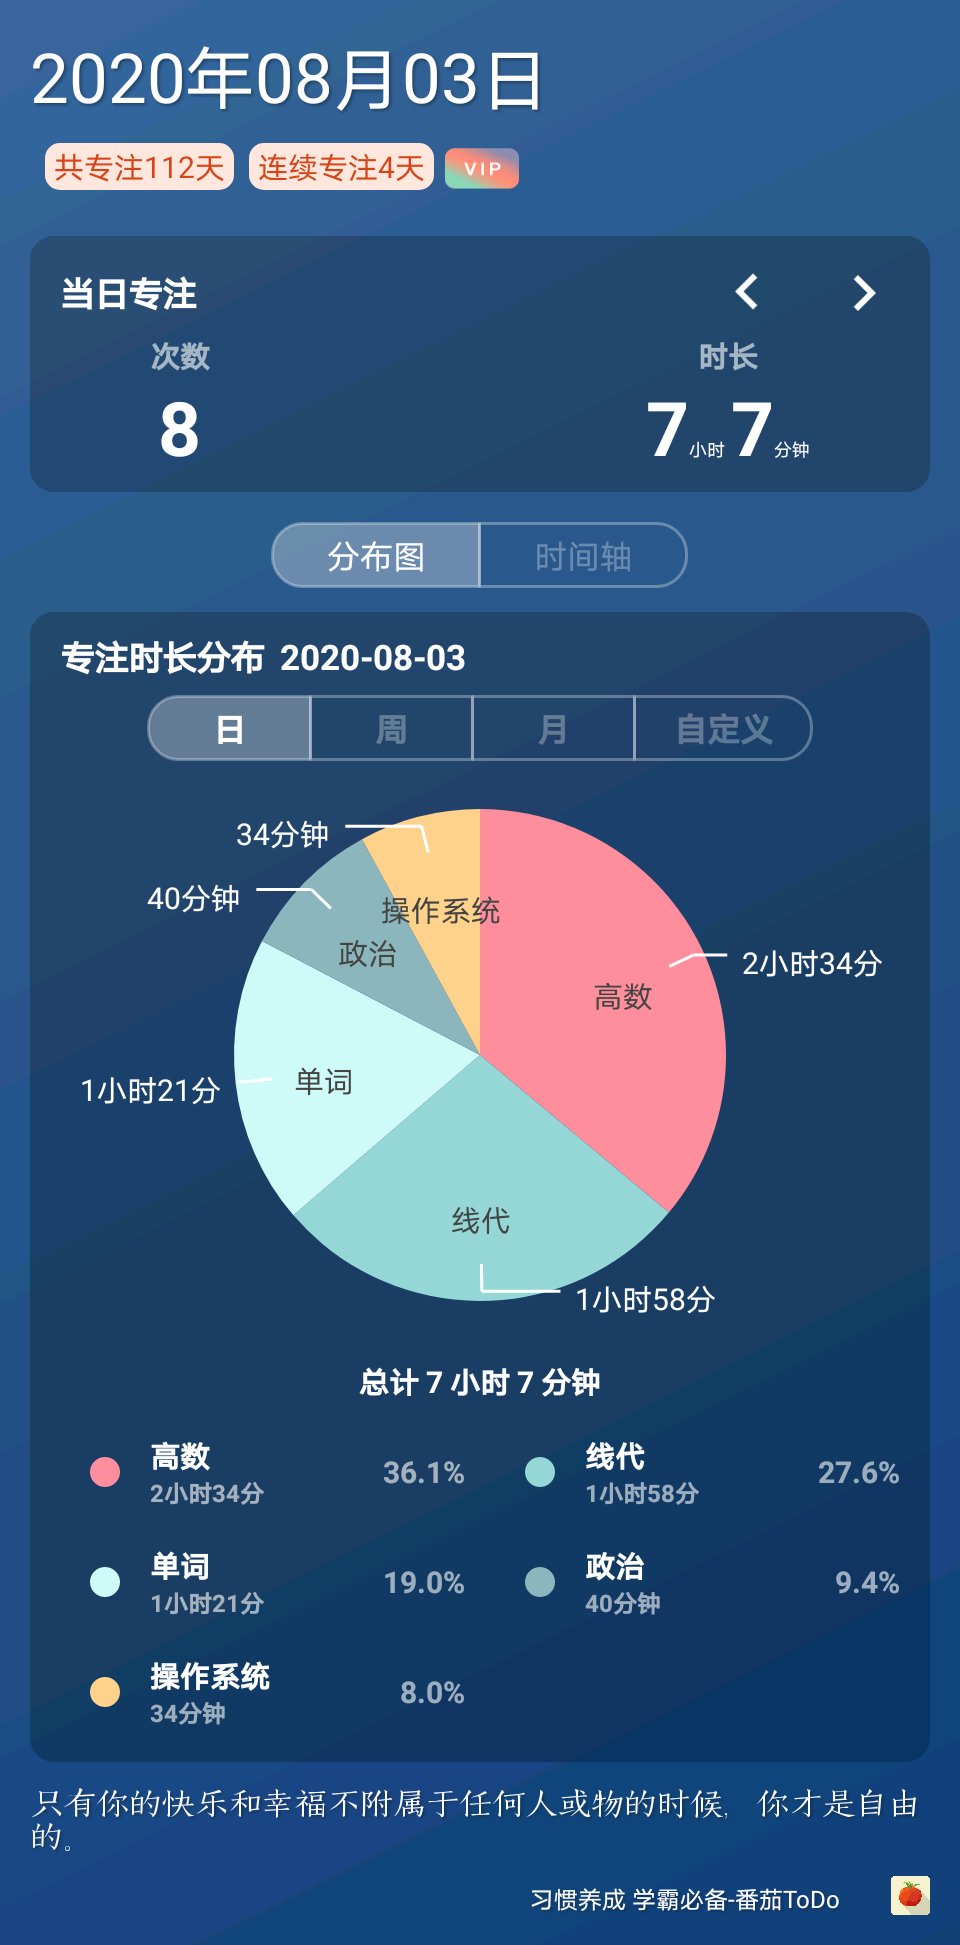 2020年08月03日
共专注112天 连续专注4天 VIP
当日专注
次数 时长
8 7小时7分钟
分布图 时间轴
专注时长分布 2020-08-03
日 周 月 自定义
34分钟
40分钟
操作系统
政治
2小时34分
高数
单词
1小时21分
线代
1小时58分
总计 7 小时 7 分钟
高数 36.1% 线代 27.6%
2小时34分 1小时58分
单词 19.0% 政治 9.4%
1小时21分 40分钟
操作系统 8.0%
34分钟
只有你的快乐和幸福不附属于任何人或物的时候，你才是自由
的。
习惯养成 学霸必备-番茄ToDo